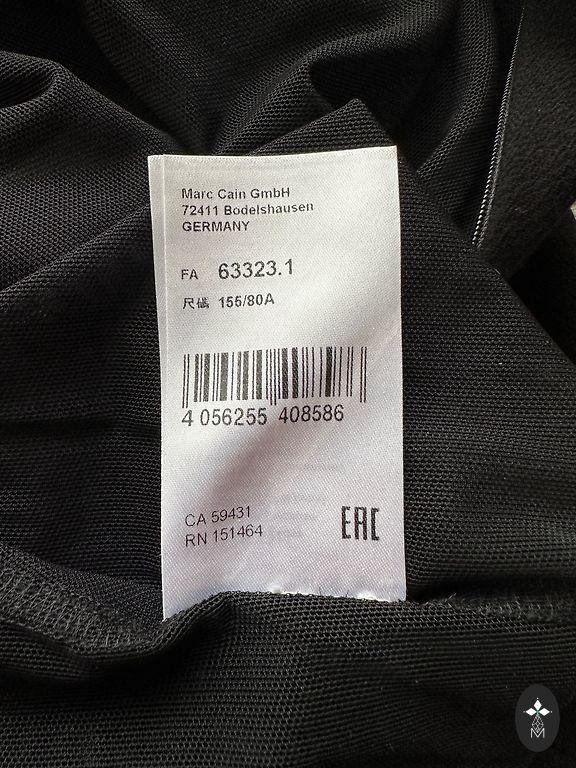 Marc Cain GmbH
72411 Bodelshausen
GERMANY
FA 63323.1
尺碼 155/80A
4 056255 408586
CA 59431
RN 151464
EAC
M